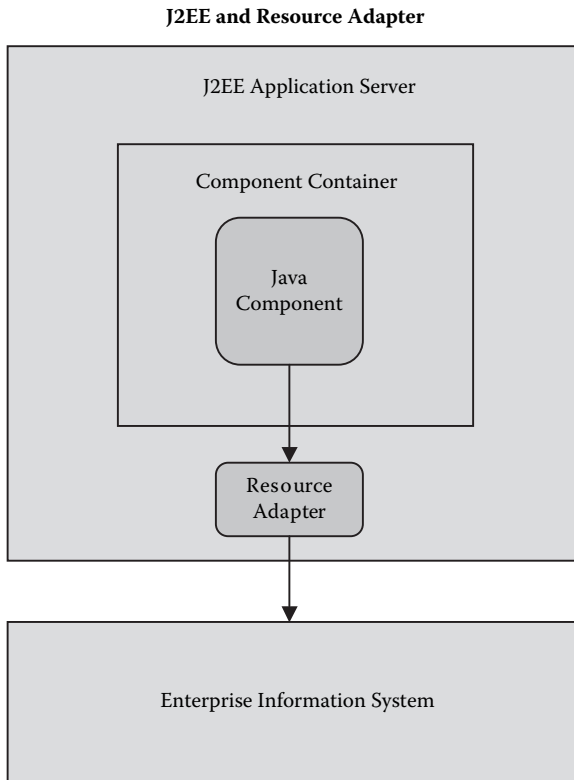 J2EE and Resource Adapter
J2EE Application Server
Component Container
Java
Component
Resource
Adapter
Enterprise Information System